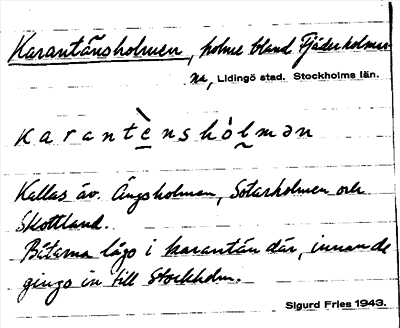 Karantänsholmen, holme bland Fjäderholmar
na, Lidingö stad. Stockholms län.
karantὲnshòlmən
Kallas äv. Ängsholmen, Sotarholmen och
Skottland.
Båtarna lågo i karantän där, innan de
gingo in till Stockholm.
Sigurd Fries 1943.